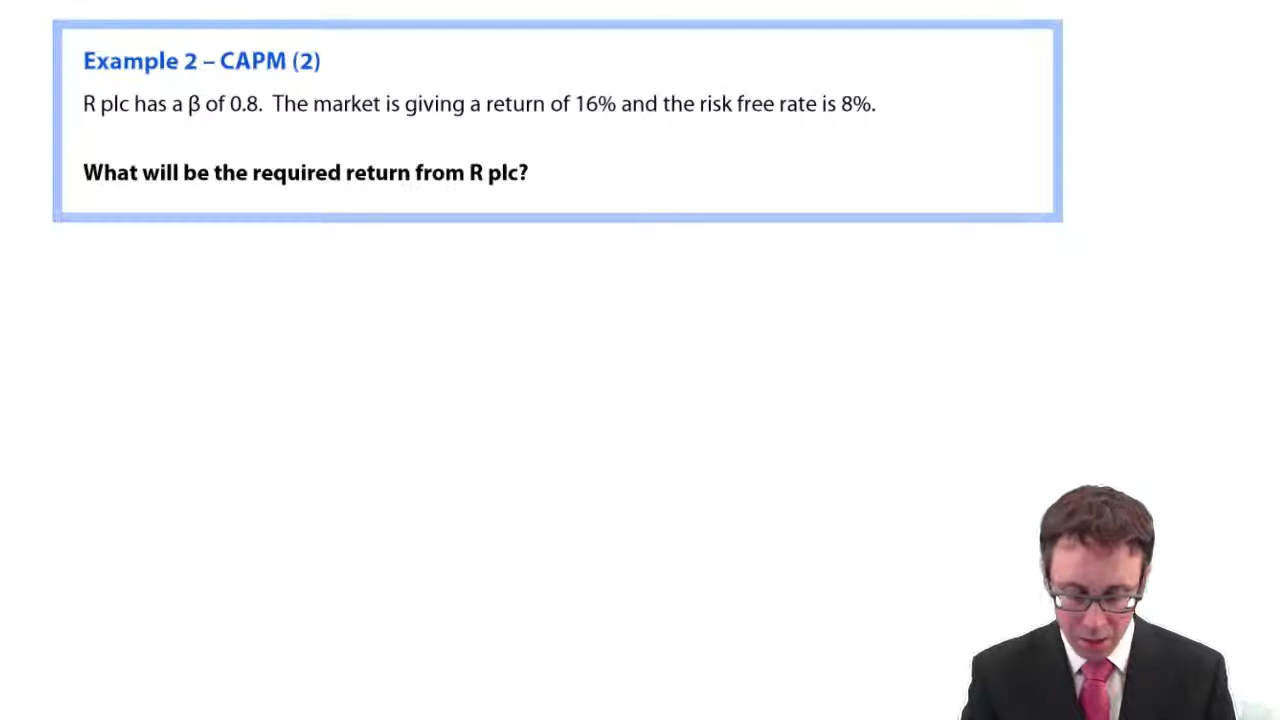 Example 2 – CAPM (2)
R plc has a β of 0.8.  The market is giving a return of 16% and the risk free rate is 8%.
What will be the required return from R plc?